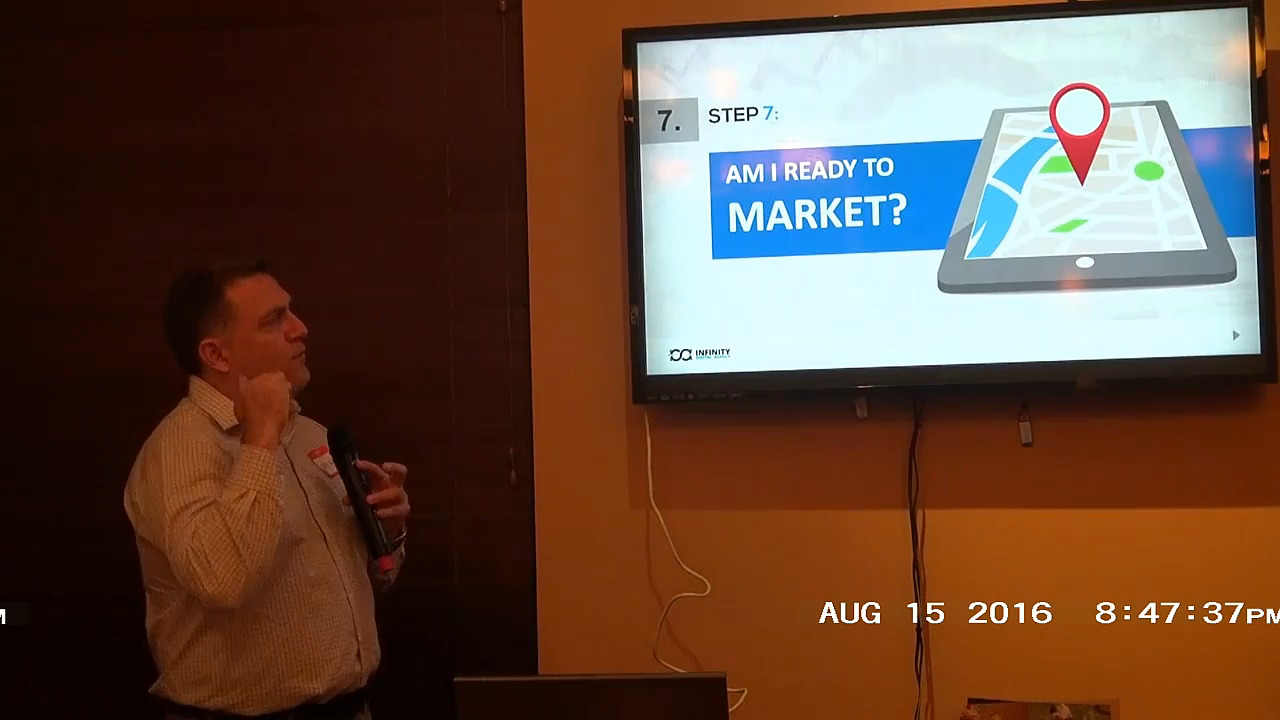 7.
STEP 7:
AM I READY TO
MARKET?
INFINITY
M
AUG 15 2016 8:47:37PM